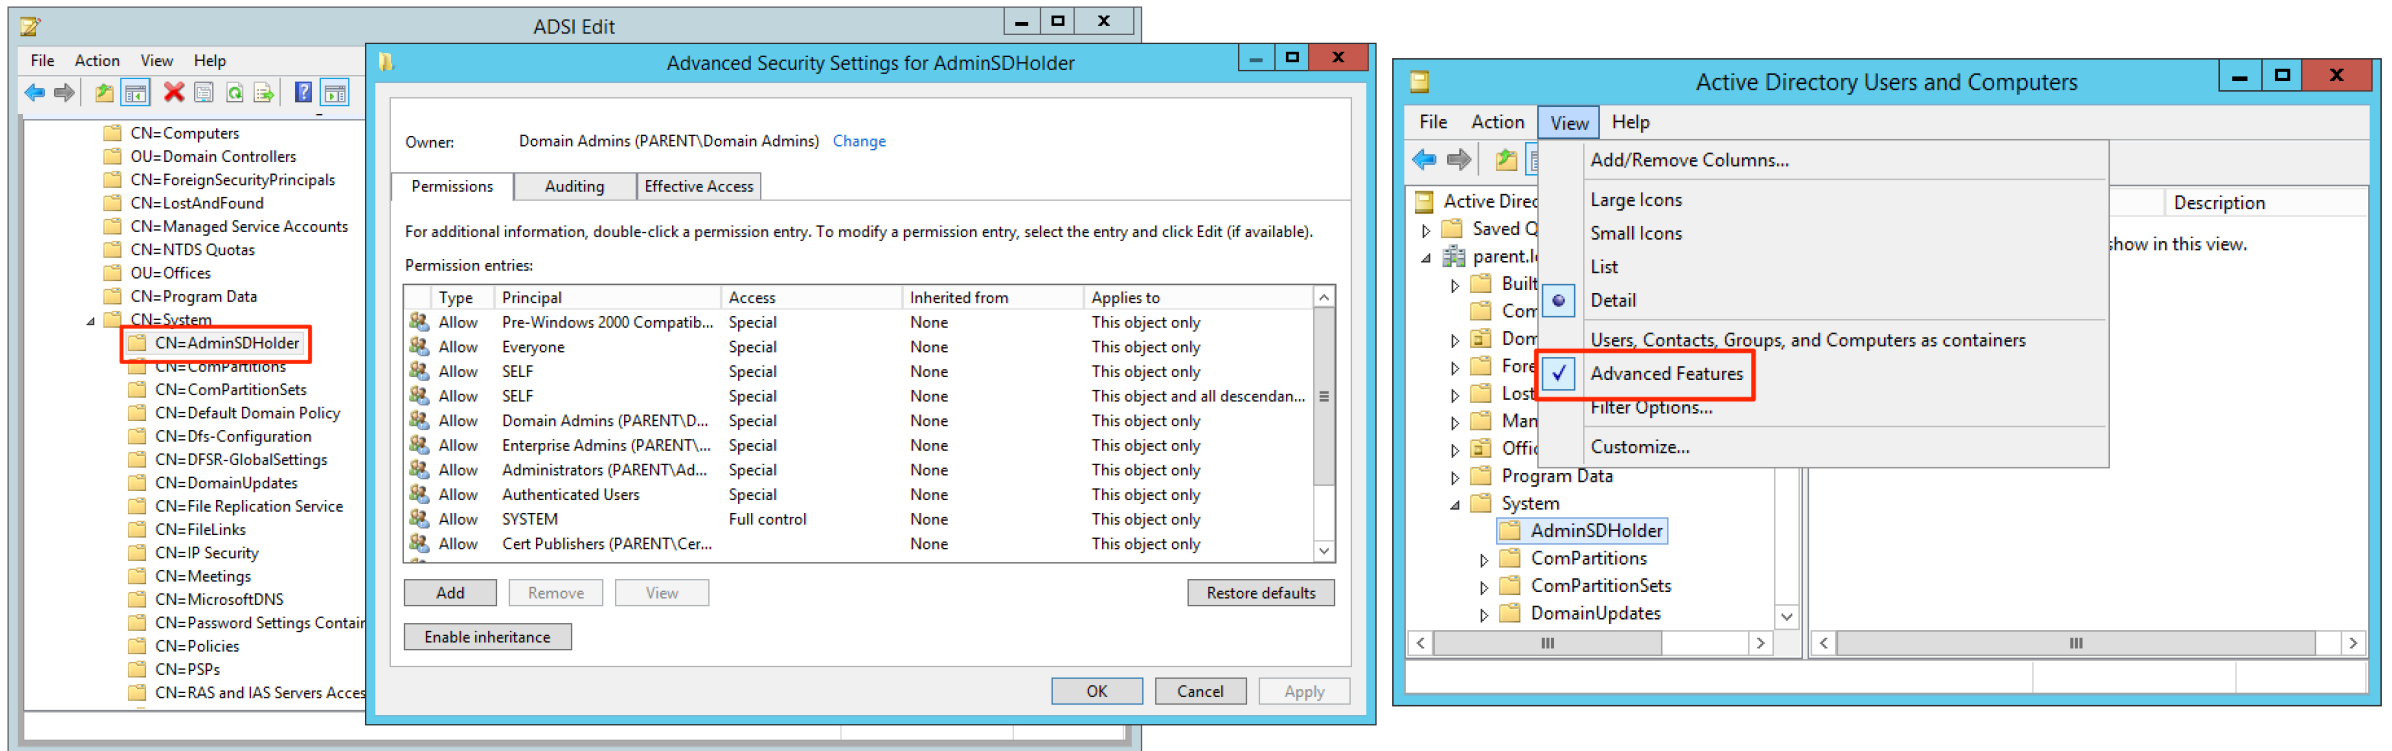 ADSI Edit
File Action View Help
CN=Computers
OU=Domain Controllers
CN=ForeignSecurityPrincipals
CN=LostAndFound
CN=Managed Service Accounts
CN=NTDS Quotas
OU=Offices
CN=Program Data
CN=System
CN=AdminSDHolder
CN=ComPartitions
CN=ComPartitionSets
CN=Default Domain Policy
CN=Dfs-Configuration
CN=DFSR-GlobalSettings
CN=DomainUpdates
CN=File Replication Service
CN=FileLinks
CN=IP Security
CN=Meetings
CN=MicrosoftDNS
CN=Password Settings Contair
CN=Policies
CN=PSPs
CN=RAS and IAS Servers Acces
Advanced Security Settings for AdminSDHolder
Owner: Domain Admins (PARENT\Domain Admins) Change
Permissions Auditing Effective Access
For additional information, double-click a permission entry. To modify a permission entry, select the entry and click Edit (if available).
Permission entries:
Type Principal Access Inherited from Applies to
Allow Pre-Windows 2000 Compatib... Special None This object only
Allow Everyone Special None This object only
Allow SELF Special None This object only
Allow SELF Special None This object and all descendan...
Allow Domain Admins (PARENT\D... Special None This object only
Allow Enterprise Admins (PARENT\... Special None This object only
Allow Administrators (PARENT\Ad... Special None This object only
Allow Authenticated Users Special None This object only
Allow SYSTEM Full control None This object only
Allow Cert Publishers (PARENT\Cer... None This object only
Add Remove View Restore defaults
Enable inheritance
OK Cancel Apply
Active Directory Users and Computers
File Action View Help
Add/Remove Columns...
Large Icons
Small Icons
List
Detail
Users, Contacts, Groups, and Computers as containers
Advanced Features
Filter Options...
Customize...
Description
show in this view.
Active Direc
Saved Q
parent.l
Built
Com
Dom
Fore
Lost
Man
Offic
Program Data
System
AdminSDHolder
ComPartitions
ComPartitionSets
DomainUpdates